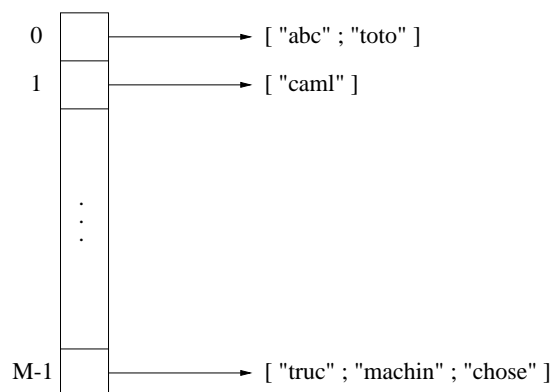 0 [ "abc" ; "toto" ]
1 [ "caml" ]
.
.
.
M-1 [ "truc" ; "machin" ; "chose" ]